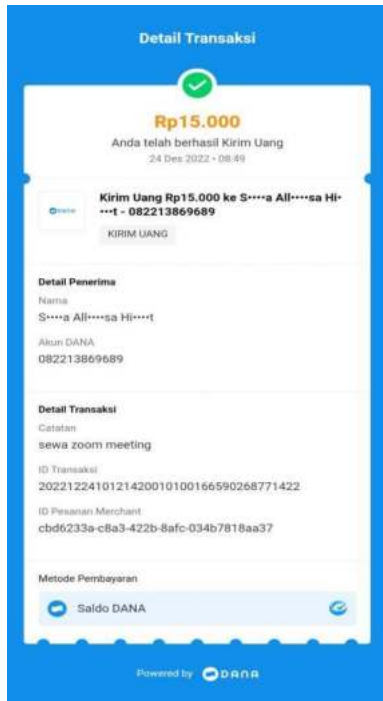 Detail Transaksi
Rp15.000
Anda telah berhasil Kirim Uang
24 Des 2022 • 08:49
DANA
Kirim Uang Rp15.000 ke S••••a All••••sa Hi•
•••t - 082213869689
KIRIM UANG
Detail Penerima
Nama
S••••a All••••sa Hi••••t
Akun DANA
082213869689
Detail Transaksi
Catatan
sewa zoom meeting
ID Transaksi
2022122410121420010100166590268771422
ID Pesanan Merchant
cbd6233a-c8a3-422b-8afc-034b7818aa37
Metode Pembayaran
Saldo DANA
Powered by DANA